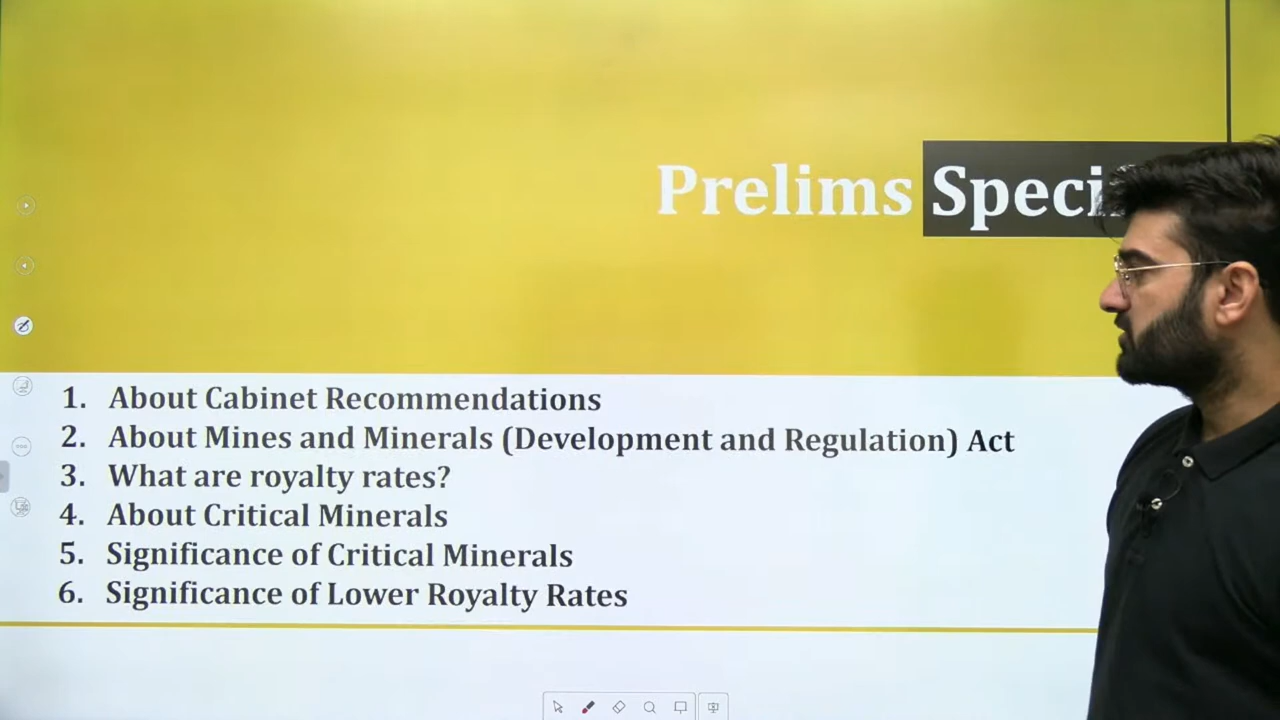 Prelims
1. About Cabinet Recommendations
2. About Mines and Minerals (Development and Regulation) Act
3. What are royalty rates?
4. About Critical Minerals
5. Significance of Critical Minerals
6. Significance of Lower Royalty Rates